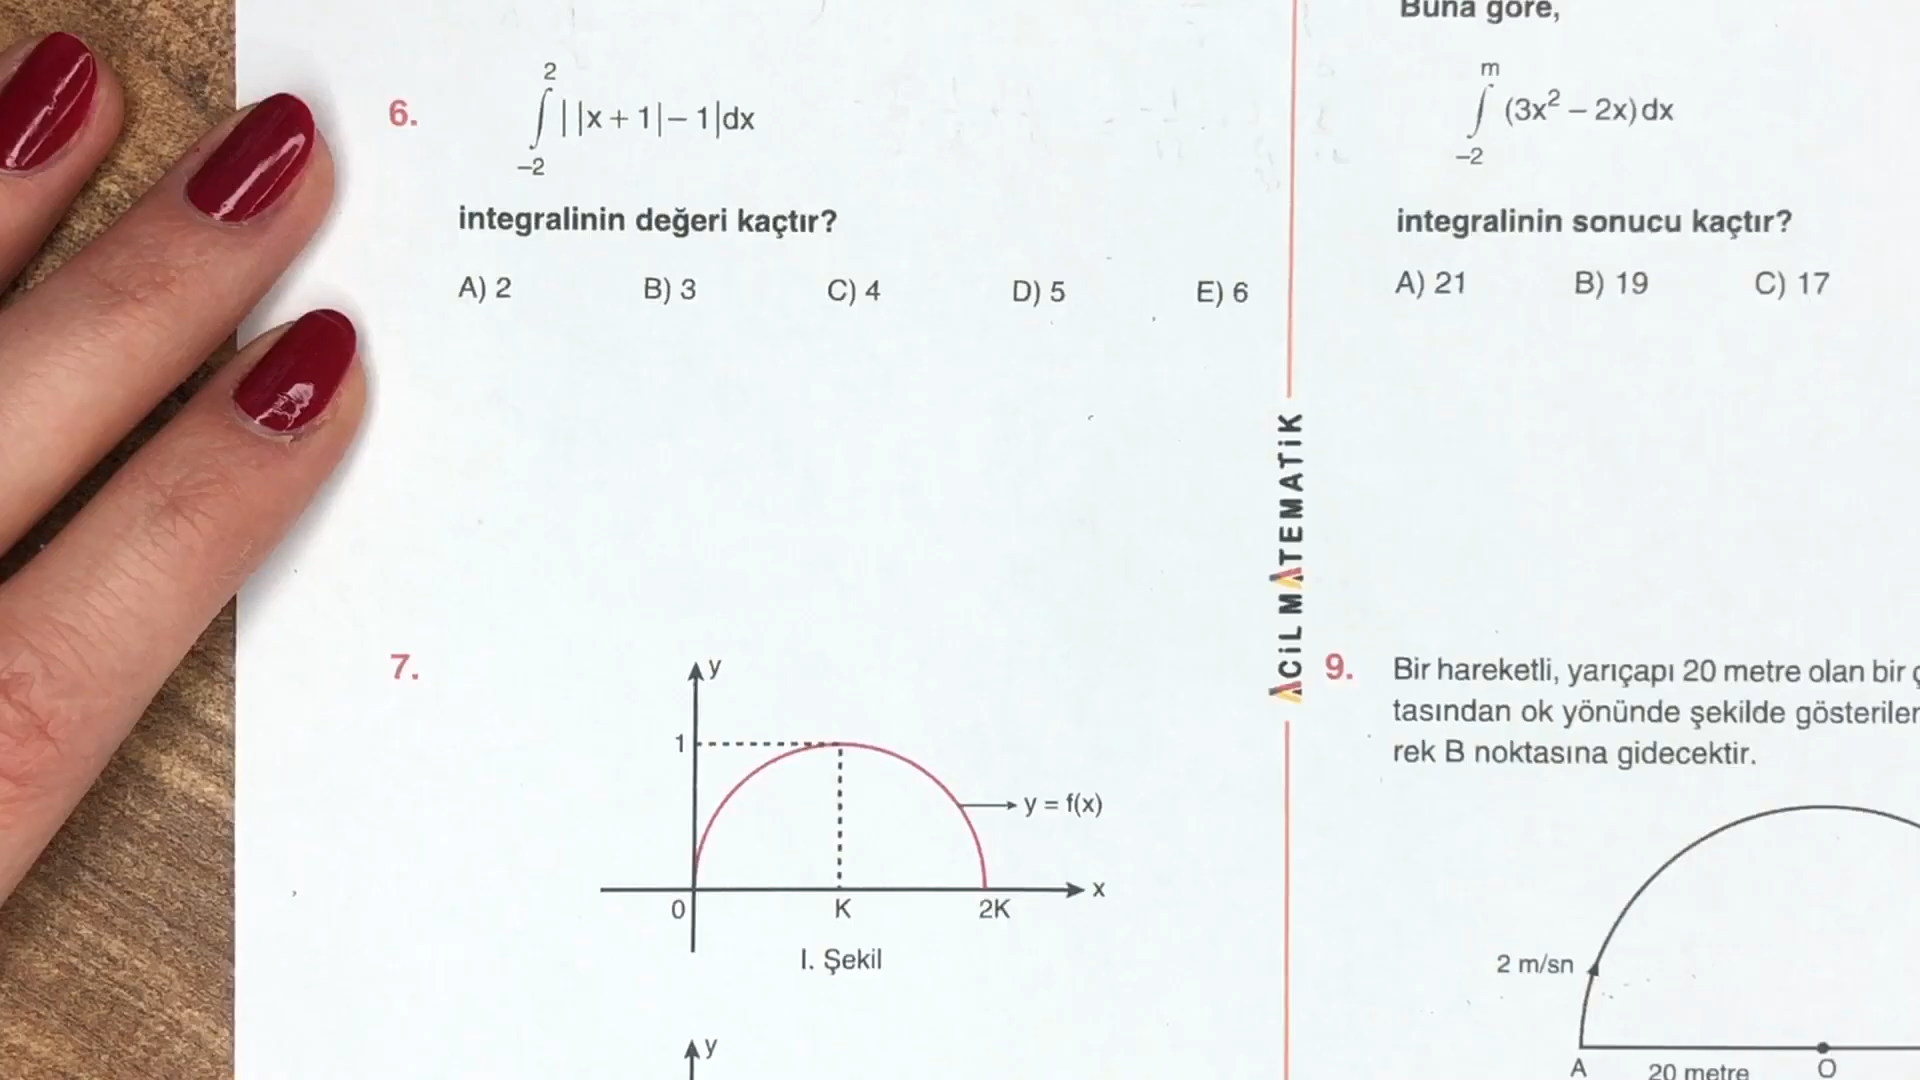 6.
2
∫ ||x + 1| – 1|dx
–2
integralinin değeri kaçtır?
A) 2 B) 3 C) 4 D) 5 E) 6
7.
y
1
y = f(x)
x
0 K 2K
I. Şekil
y
ACİL MATEMATİK
Buna göre,
m
∫ (3x² – 2x) dx
–2
integralinin sonucu kaçtır?
A) 21 B) 19 C) 17
9. Bir hareketli, yarıçapı 20 metre olan bir
tasından ok yönünde şekilde
rek B noktasına gidecektir.
2 m/sn
A 20 metre O